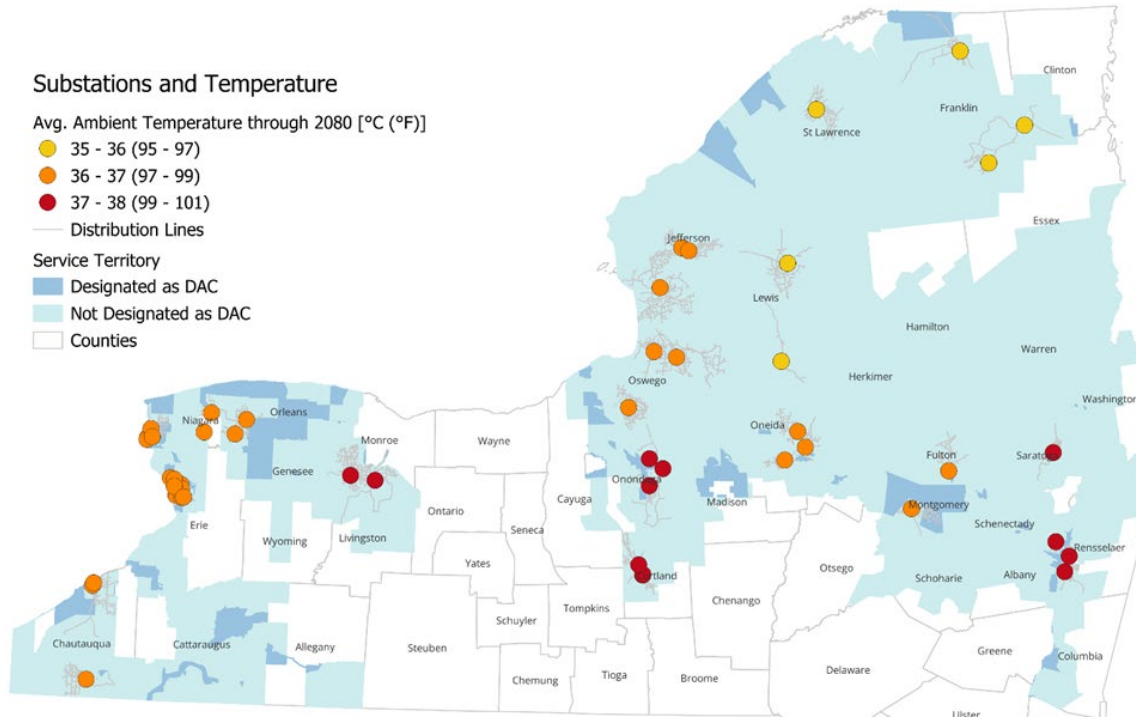 Substations and Temperature
Avg. Ambient Temperature through 2080 [°C (°F)]
35 - 36 (95 - 97)
36 - 37 (97 - 99)
37 - 38 (99 - 101)
Distribution Lines
Service Territory
Designated as DAC
Not Designated as DAC
Counties
Clinton
Franklin
St Lawrence
Essex
Jefferson
Lewis
Hamilton
Warren
Herkimer
Oswego
Washington
Niagara
Orleans
Monroe
Wayne
Oneida
Fulton
Saratoga
Genesee
Onondaga
Cayuga
Madison
Montgomery
Ontario
Seneca
Erie
Schenectady
Wyoming
Livingston
Rensselaer
Yates
Cortland
Otsego
Schoharie
Albany
Chenango
Tompkins
Schuyler
Chautauqua
Cattaraugus
Allegany
Steuben
Greene
Columbia
Delaware
Tioga
Broome
Chemung
Ulster